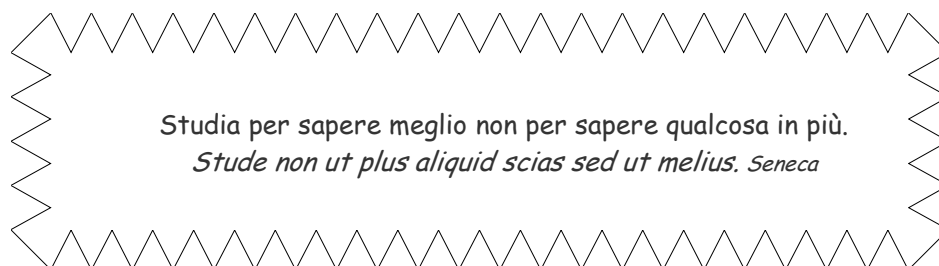 Studia per sapere meglio non per sapere qualcosa in più.
Stude non ut plus aliquid scias sed ut melius. Seneca